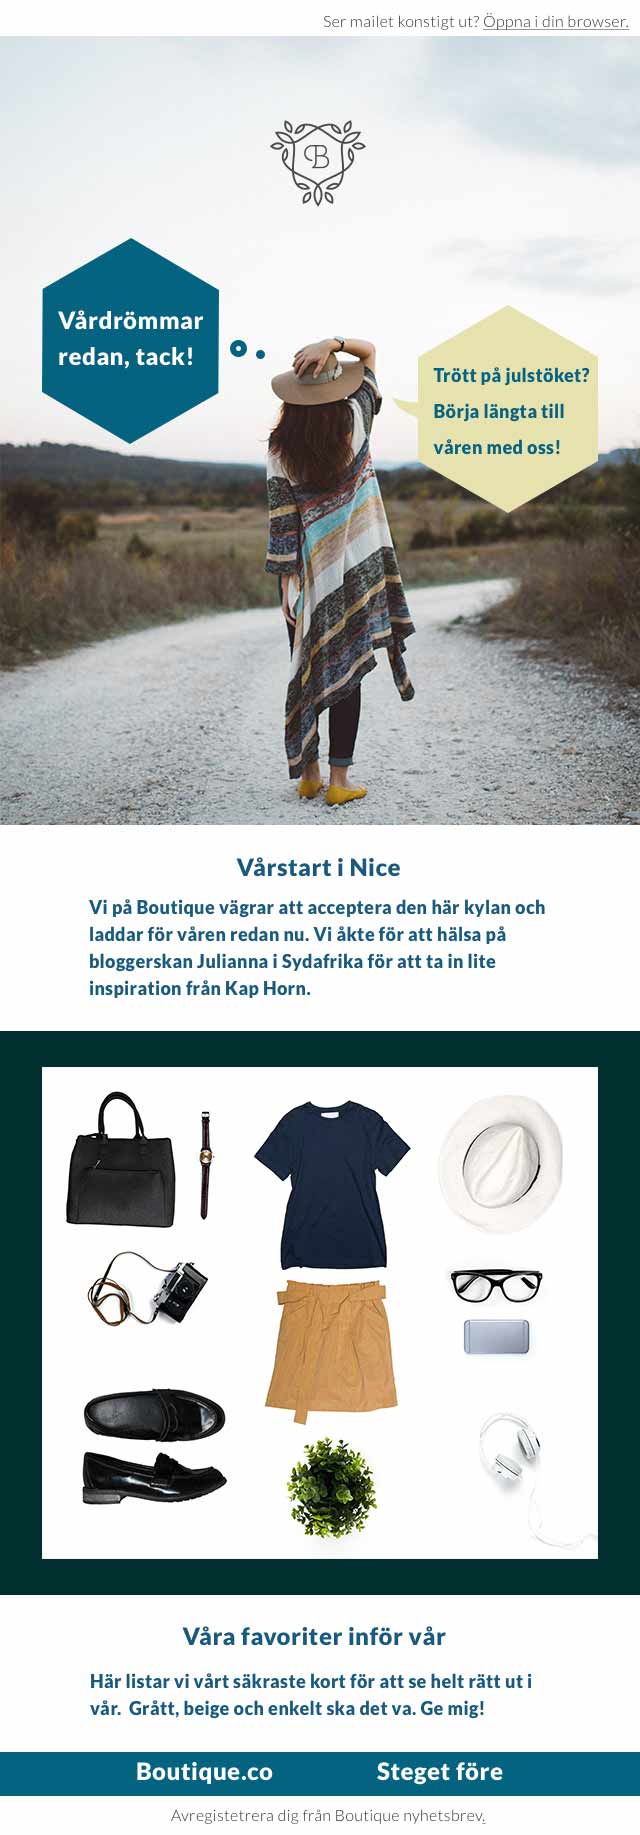 Ser mailet konstigt ut? Öppna i din browser.
B
Vårdrömmar
redan, tack!
Trött på julstöket?
Börja längta till
våren med oss!
Vårstart i Nice
Vi på Boutique vägrar att acceptera den här kylan och
laddar för våren redan nu. Vi åkte för att hälsa på
bloggerskan Julianna i Sydafrika för att ta in lite
inspiration från Kap Horn.
Våra favoriter inför vår
Här listar vi vårt säkraste kort för att se helt rätt ut i
vår. Grått, beige och enkelt ska det va. Ge mig!
Boutique.co Steget före
Avregistetrera dig från Boutique nyhetsbrev.